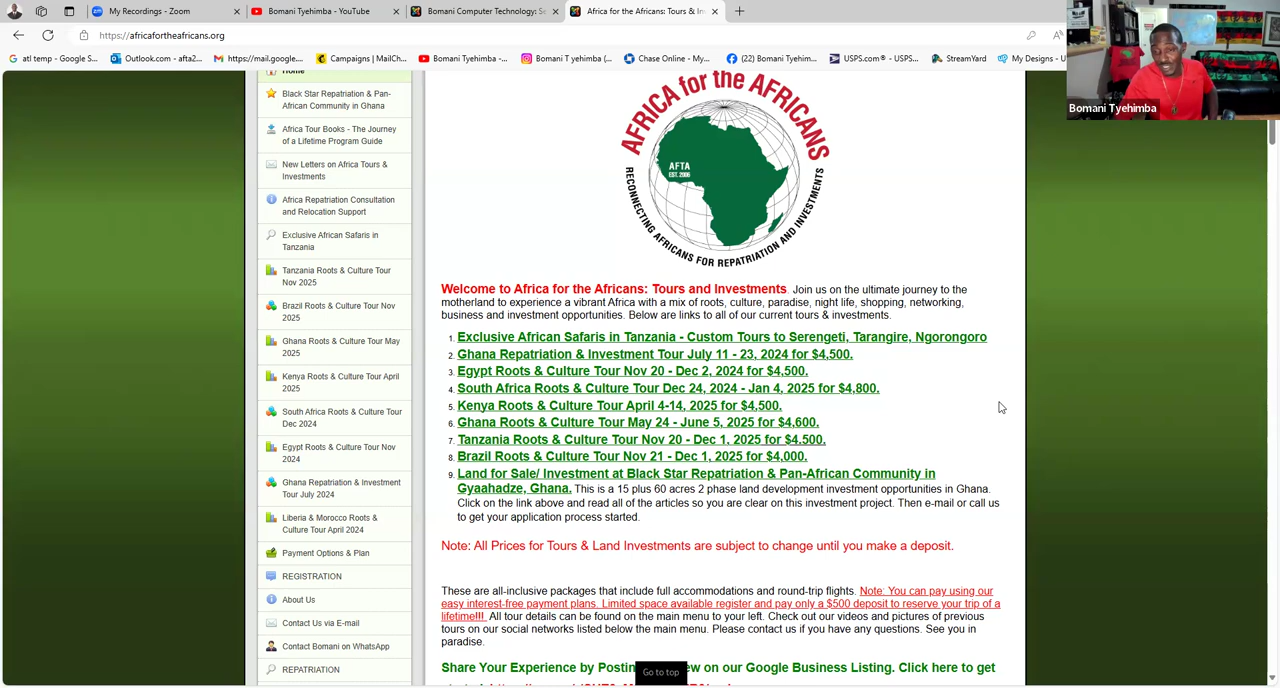 My Recordings - Zoom
Bomani Tyehimba - YouTube
Bomani Computer Technology: Se
Africa for the Africans: Tours & In
https://africafortheafricans.org
atl temp - Google S...
Outlook.com - afta2...
https://mail.google...
Campaigns | MailCh...
Bomani Tyehimba -...
Bomani T yehimba (...
Chase Online - My...
(22) Bomani Tyehim...
USPS.com® - USPS...
StreamYard
My Designs - U
Bomani Tyehimba
Home
Black Star Repatriation & Pan-
African Community in Ghana
Africa Tour Books - The Journey
of a Lifetime Program Guide
New Letters on Africa Tours &
Investments
Africa Repatriation Consultation
and Relocation Support
Exclusive African Safaris in
Tanzania
Tanzania Roots & Culture Tour
Nov 2025
Brazil Roots & Culture Tour Nov
2025
Ghana Roots & Culture Tour May
2025
Kenya Roots & Culture Tour April
2025
South Africa Roots & Culture Tour
Dec 2024
Egypt Roots & Culture Tour Nov
2024
Ghana Repatriation & Investment
Tour July 2024
Liberia & Morocco Roots &
Culture Tour April 2024
Payment Options & Plan
REGISTRATION
About Us
Contact Us via E-mail
Contact Bomani on WhatsApp
REPATRIATION
AFRICA for the AFRICANS
AFTA
EST. 2006
RECONNECTING AFRICANS FOR REPATRIATION AND INVESTMENTS
Welcome to Africa for the Africans: Tours and Investments. Join us on the ultimate journey to the
motherland to experience a vibrant Africa with a mix of roots, culture, paradise, night life, shopping, networking,
business and investment opportunities. Below are links to all of our current tours & investments.
1. Exclusive African Safaris in Tanzania - Custom Tours to Serengeti, Tarangire, Ngorongoro
2. Ghana Repatriation & Investment Tour July 11 - 23, 2024 for $4,500.
3. Egypt Roots & Culture Tour Nov 20 - Dec 2, 2024 for $4,500.
4. South Africa Roots & Culture Tour Dec 24, 2024 - Jan 4, 2025 for $4,800.
5. Kenya Roots & Culture Tour April 4-14, 2025 for $4,500.
6. Ghana Roots & Culture Tour May 24 - June 5, 2025 for $4,600.
7. Tanzania Roots & Culture Tour Nov 20 - Dec 1, 2025 for $4,500.
8. Brazil Roots & Culture Tour Nov 21 - Dec 1, 2025 for $4,000.
9. Land for Sale/ Investment at Black Star Repatriation & Pan-African Community in
Gyaahadze, Ghana. This is a 15 plus 60 acres 2 phase land development investment opportunities in Ghana.
Click on the link above and read all of the articles so you are clear on this investment project. Then e-mail or call us
to get your application process started.
Note: All Prices for Tours & Land Investments are subject to change until you make a deposit.
These are all-inclusive packages that include full accommodations and round-trip flights. Note: You can pay using our
easy interest-free payment plans. Limited space available register and pay only a $500 deposit to reserve your trip of a
lifetime!!! All tour details can be found on the main menu to your left. Check out our videos and pictures of previous
tours on our social networks listed below the main menu. Please contact us if you have any questions. See you in
paradise.
Share Your Experience by Postin ew on our Google Business Listing. Click here to get
Go to top